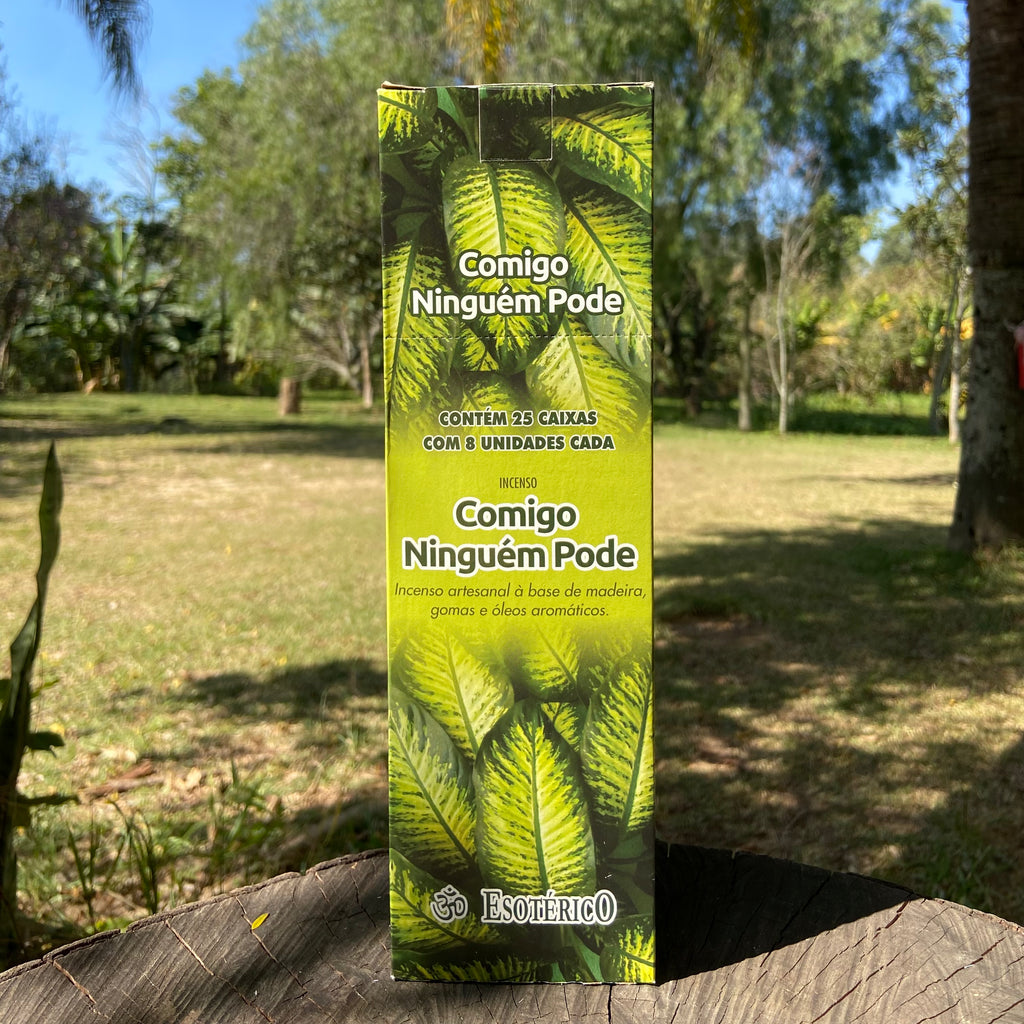 Comigo
Ninguém Pode
CONTÉM 25 CAIXAS
COM 8 UNIDADES CADA
INCENSO
Comigo
Ninguém Pode
Incenso artesanal à base de madeira,
gomas e óleos aromáticos.
ॐ ESOTÉRICO